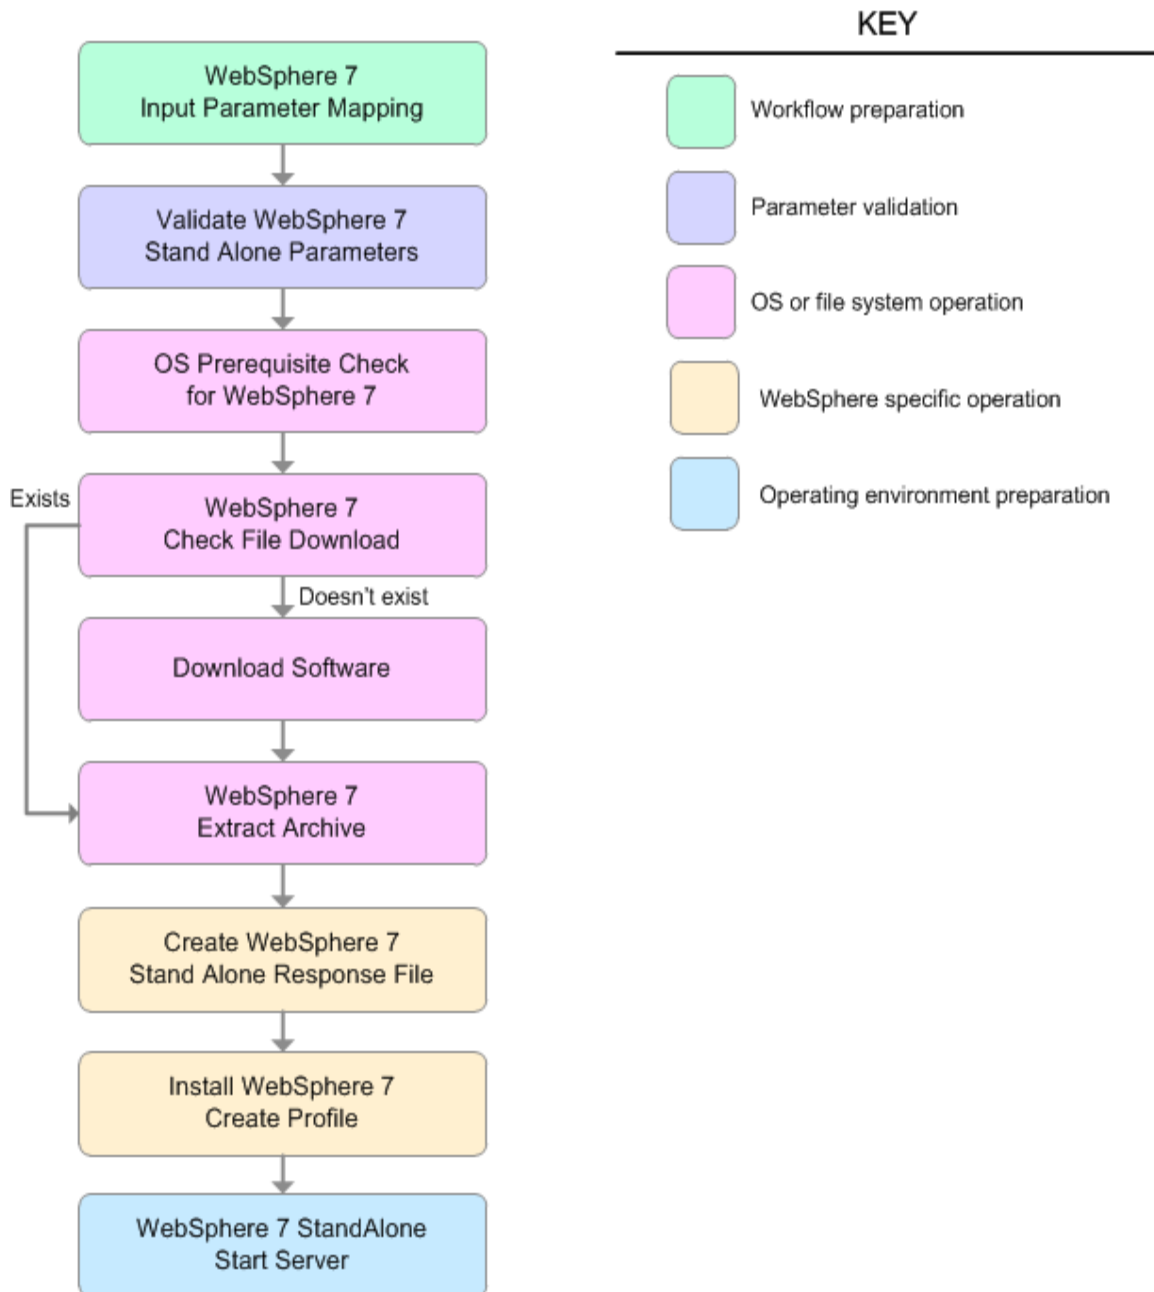 WebSphere 7
Input Parameter Mapping
Validate WebSphere 7
Stand Alone Parameters
OS Prerequisite Check
for WebSphere 7
Exists
WebSphere 7
Check File Download
Doesn't exist
Download Software
WebSphere 7
Extract Archive
Create WebSphere 7
Stand Alone Response File
Install WebSphere 7
Create Profile
WebSphere 7 StandAlone
Start Server
KEY
Workflow preparation
Parameter validation
OS or file system operation
WebSphere specific operation
Operating environment preparation